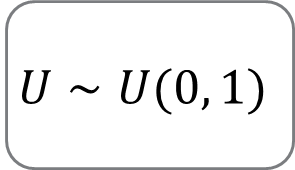 U ~ U(0, 1)